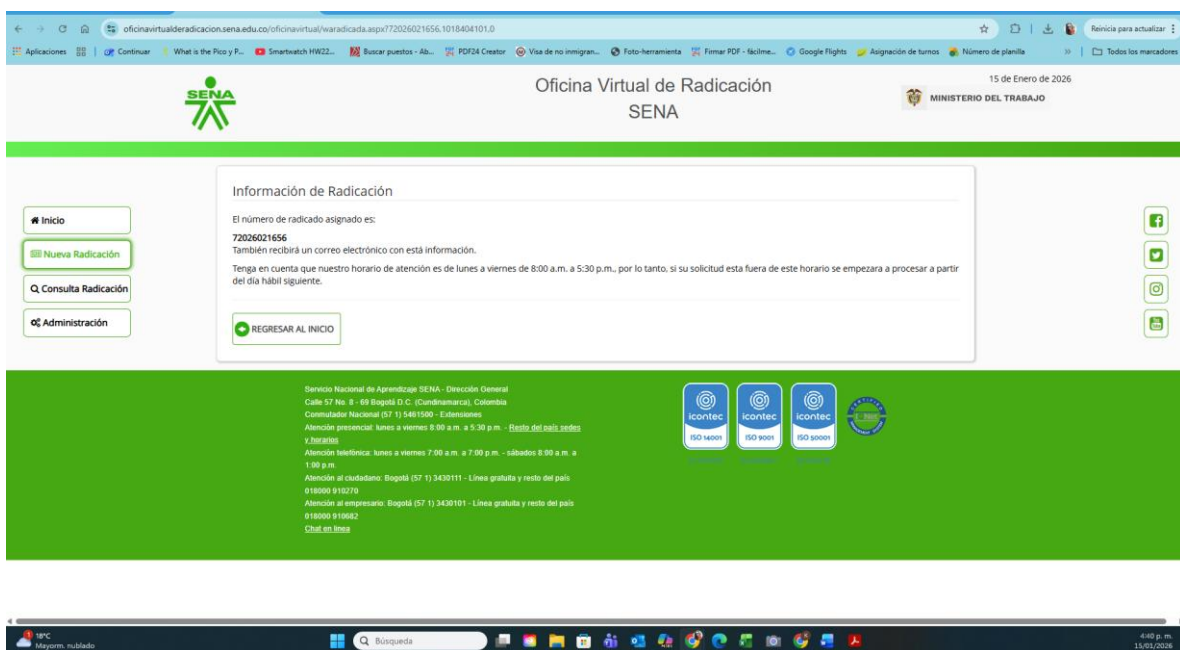 oficinavirtualderadicacion.sena.edu.co/oficinavirtual/waradicada.aspx?72026021656,1018404101,0
Reinicia para actualizar
Aplicaciones
Continuar
What is the Pico y P...
Smartwatch HW22...
Buscar puestos - Ab...
PDF24 Creator
Visa de no inmigran...
Foto-herramienta
Firmar PDF - fácilme...
Google Flights
Asignación de turnos
Número de planilla
Todos los marcadores
SENA
Oficina Virtual de Radicación
SENA
15 de Enero de 2026
MINISTERIO DEL TRABAJO
Inicio
Nueva Radicación
Consulta Radicación
Administración
Información de Radicación
El número de radicado asignado es:
72026021656
También recibirá un correo electrónico con está información.
Tenga en cuenta que nuestro horario de atención es de lunes a viernes de 8:00 a.m. a 5:30 p.m., por lo tanto, si su solicitud esta fuera de este horario se empezara a procesar a partir
del día hábil siguiente.
REGRESAR AL INICIO
Servicio Nacional de Aprendizaje SENA - Dirección General
Calle 57 No. 8 - 69 Bogotá D.C. (Cundinamarca), Colombia
Conmutador Nacional (57 1) 5461500 - Extensiones
Atención presencial: lunes a viernes 8:00 a.m. a 5:30 p.m. - Resto del país sedes
y horarios
Atención telefónica: lunes a viernes 7:00 a.m. a 7:00 p.m. - sábados 8:00 a.m. a
1:00 p.m.
Atención al ciudadano: Bogotá (57 1) 3430111 - Línea gratuita y resto del país
018000 910270
Atención al empresario: Bogotá (57 1) 3430101 - Línea gratuita y resto del país
018000 910682
Chat en línea
icontec
ISO 14001
icontec
ISO 9001
icontec
ISO 50001
18°C
Mayorm. nublado
Búsqueda
4:40 p. m.
15/01/2026